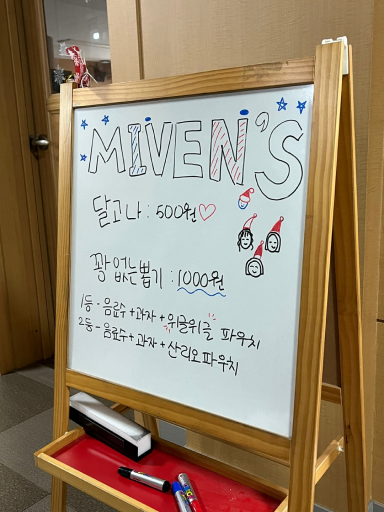 MIVEN'S
달고나 : 500원♡
꽝 없는 뽑기 : 1000원
1등 - 음료수 + 과자 + 위글위글 파우치
2등 - 음료수 + 과자 + 산리오 파우치